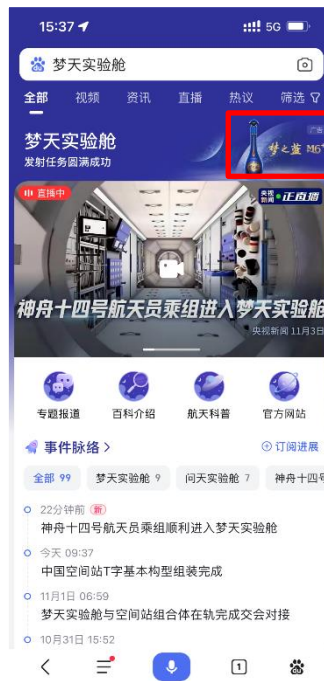 15:37
5G
梦天实验舱
全部 视频 资讯 直播 热议 筛选
梦天实验舱
发射任务圆满成功
广告
梦之蓝 M6+
直播中
央视新闻 正直播
神舟十四号航天员乘组进入梦天实验舱
央视新闻 11月3日
专题报道 百科介绍 航天科普 官方网站
事件脉络 >
订阅进展
全部 99 梦天实验舱 9 问天实验舱 7 神舟十四号
22分钟前 新
神舟十四号航天员乘组顺利进入梦天实验舱
今天 09:37
中国空间站T字基本构型组装完成
11月1日 06:59
梦天实验舱与空间站组合体在轨完成交会对接
10月31日 15:52
1